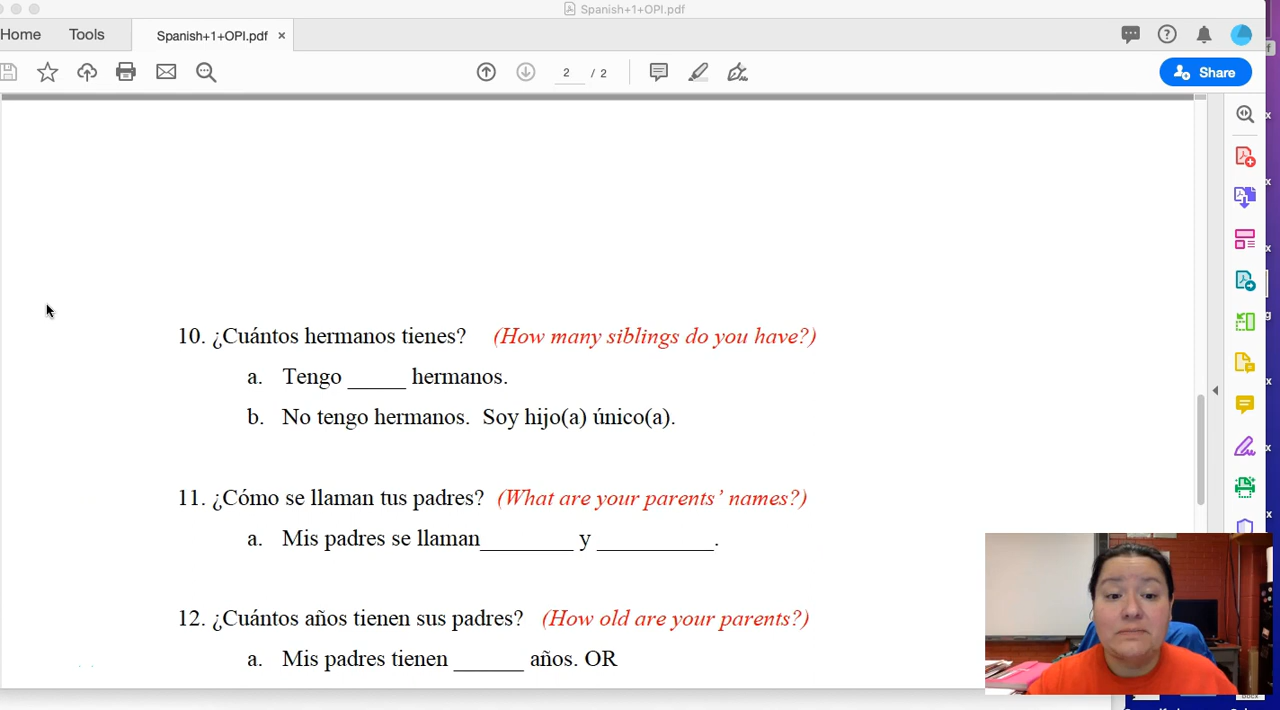 Spanish+1+OPI.pdf
Home Tools Spanish+1+OPI.pdf ×
2 / 2
Share
10. ¿Cuántos hermanos tienes? (How many siblings do you have?)
a. Tengo _____ hermanos.
b. No tengo hermanos. Soy hijo(a) único(a).
11. ¿Cómo se llaman tus padres? (What are your parents' names?)
a. Mis padres se llaman________ y __________.
12. ¿Cuántos años tienen sus padres? (How old are your parents?)
a. Mis padres tienen ______ años. OR